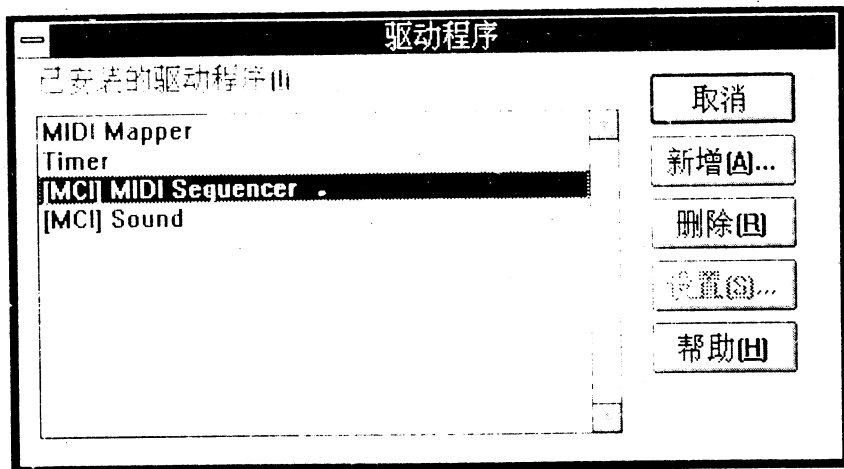 驱动程序
已安装的驱动程序(I)
MIDI Mapper
Timer
[MCI] MIDI Sequencer
[MCI] Sound
取消
新增(A)...
删除(R)
设置(S)...
帮助(H)